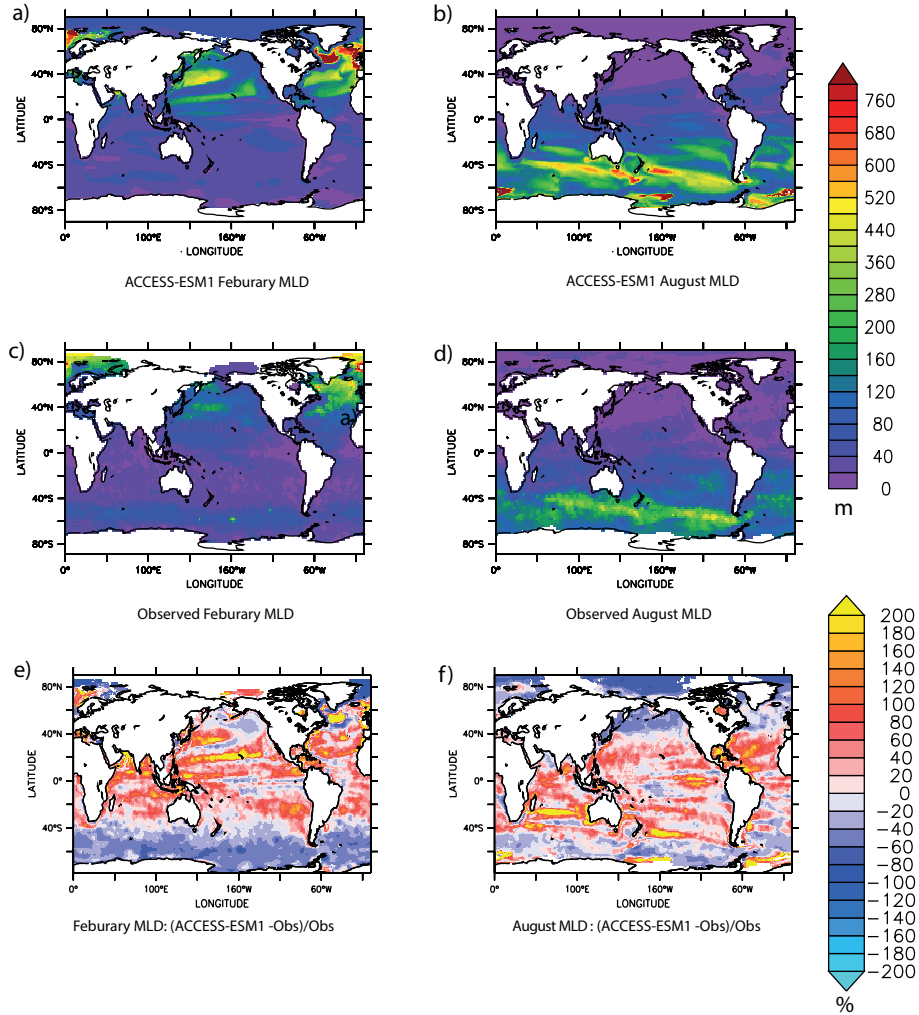 a)
b)
80°N
40°N
0°
40°S
80°S
LATITUDE
0° 100°E 160°W 60°W
LONGITUDE
ACCESS-ESM1 Feburary MLD
80°N
40°N
0°
40°S
80°S
LATITUDE
0° 100°E 160°W 60°W
LONGITUDE
ACCESS-ESM1 August MLD
760
680
600
520
440
360
280
200
160
120
80
40
0
m
c)
d)
80°N
40°N
0°
40°S
80°S
LATITUDE
a)
0° 100°E 160°W 60°W
LONGITUDE
Observed Feburary MLD
80°N
40°N
0°
40°S
80°S
LATITUDE
0° 100°E 160°W 60°W
LONGITUDE
Observed August MLD
e)
f)
80°N
40°N
0°
40°S
LATITUDE
0° 100°E 160°W 60°W
LONGITUDE
Feburary MLD: (ACCESS-ESM1 -Obs)/Obs
80°N
40°N
0°
40°S
LATITUDE
0° 100°E 160°W 60°W
LONGITUDE
August MLD : (ACCESS-ESM1 -Obs)/Obs
200
180
160
140
120
100
80
60
40
20
0
-20
-40
-60
-80
-100
-120
-140
-160
-180
-200
%